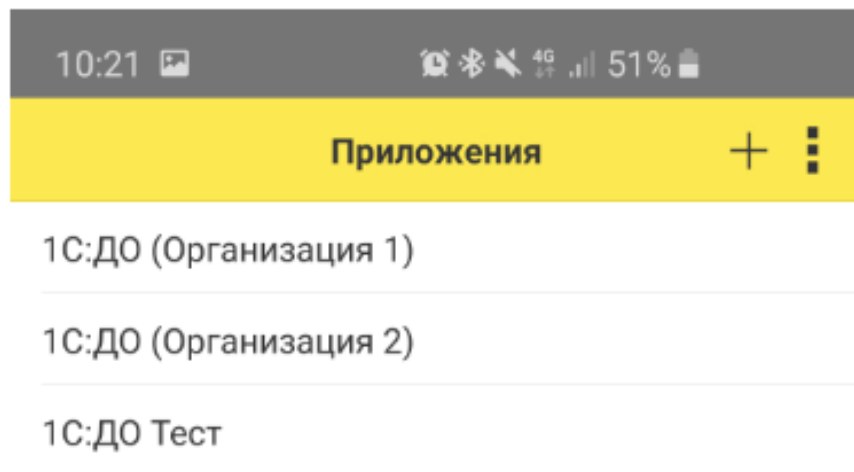 10:21 4G 51%
Приложения
1С:ДО (Организация 1)
1С:ДО (Организация 2)
1С:ДО Тест